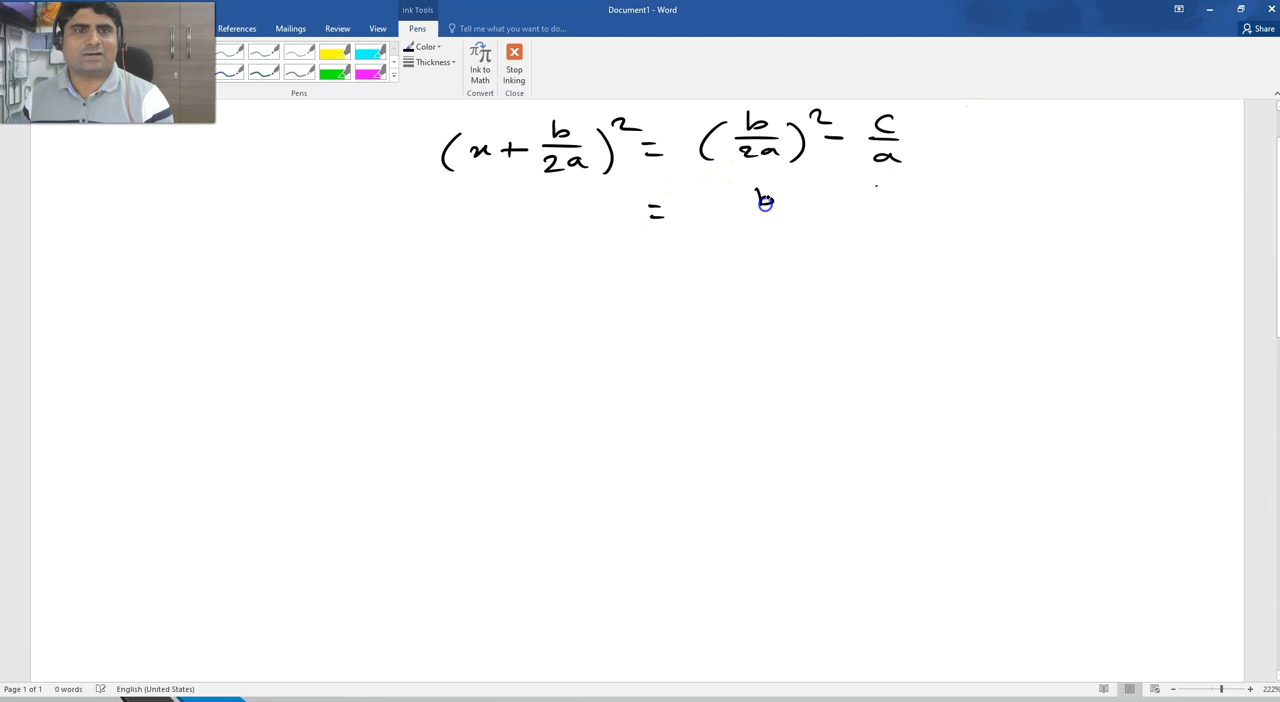 Ink Tools
Document1 - Word
References Mailings Review View Pens Tell me what you want to do... Share
Color
Thickness
Ink to Math
Stop Inking
Pens Convert Close
(x + b/2a)² = (b/2a)² - c/a
= b
Page 1 of 1 0 words English (United States) 222%